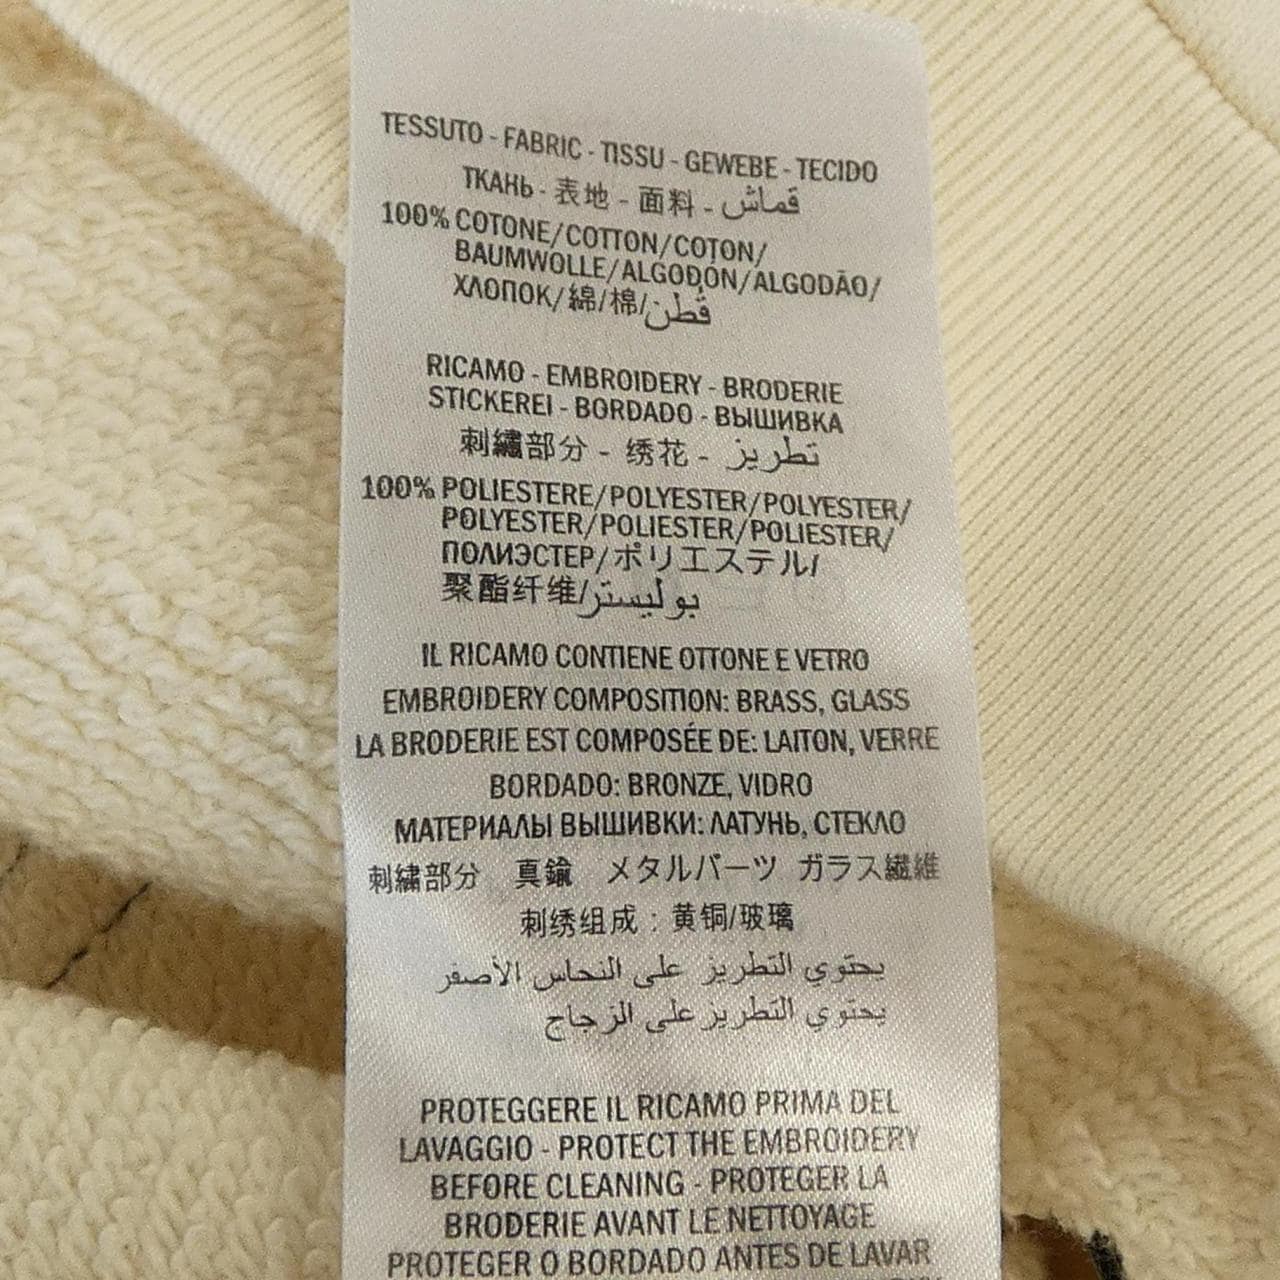 TESSUTO - FABRIC - TISSU - GEWEBE - TECIDO
ТКАНЬ - 表地 - 面料 - قماش
100% COTONE/COTTON/COTON/
BAUMWOLLE/ALGODÓN/ALGODÃO/
ХЛОПОК/綿/棉/قُطن
RICAMO - EMBROIDERY - BRODERIE
STICKEREI - BORDADO - ВЫШИВКА
刺繡部分 - 绣花 - تطريز
100% POLIESTERE/POLYESTER/POLYESTER/
POLYESTER/POLIESTER/POLIESTER/
ПОЛИЭСТЕР/ポリエステル/
聚酯纤维/بوليستر
IL RICAMO CONTIENE OTTONE E VETRO
EMBROIDERY COMPOSITION: BRASS, GLASS
LA BRODERIE EST COMPOSÉE DE: LAITON, VERRE
BORDADO: BRONZE, VIDRO
МАТЕРИАЛЫ ВЫШИВКИ: ЛАТУНЬ, СТЕКЛО
刺繡部分 真鍮 メタルパーツ ガラス繊維
刺绣组成：黄铜/玻璃
يحتوي التطريز على النحاس الأصفر
يحتوي التطريز على الزجاج
PROTEGGERE IL RICAMO PRIMA DEL
LAVAGGIO - PROTECT THE EMBROIDERY
BEFORE CLEANING - PROTEGER LA
BRODERIE AVANT LE NETTOYAGE
PROTEGER O BORDADO ANTES DE LAVAR